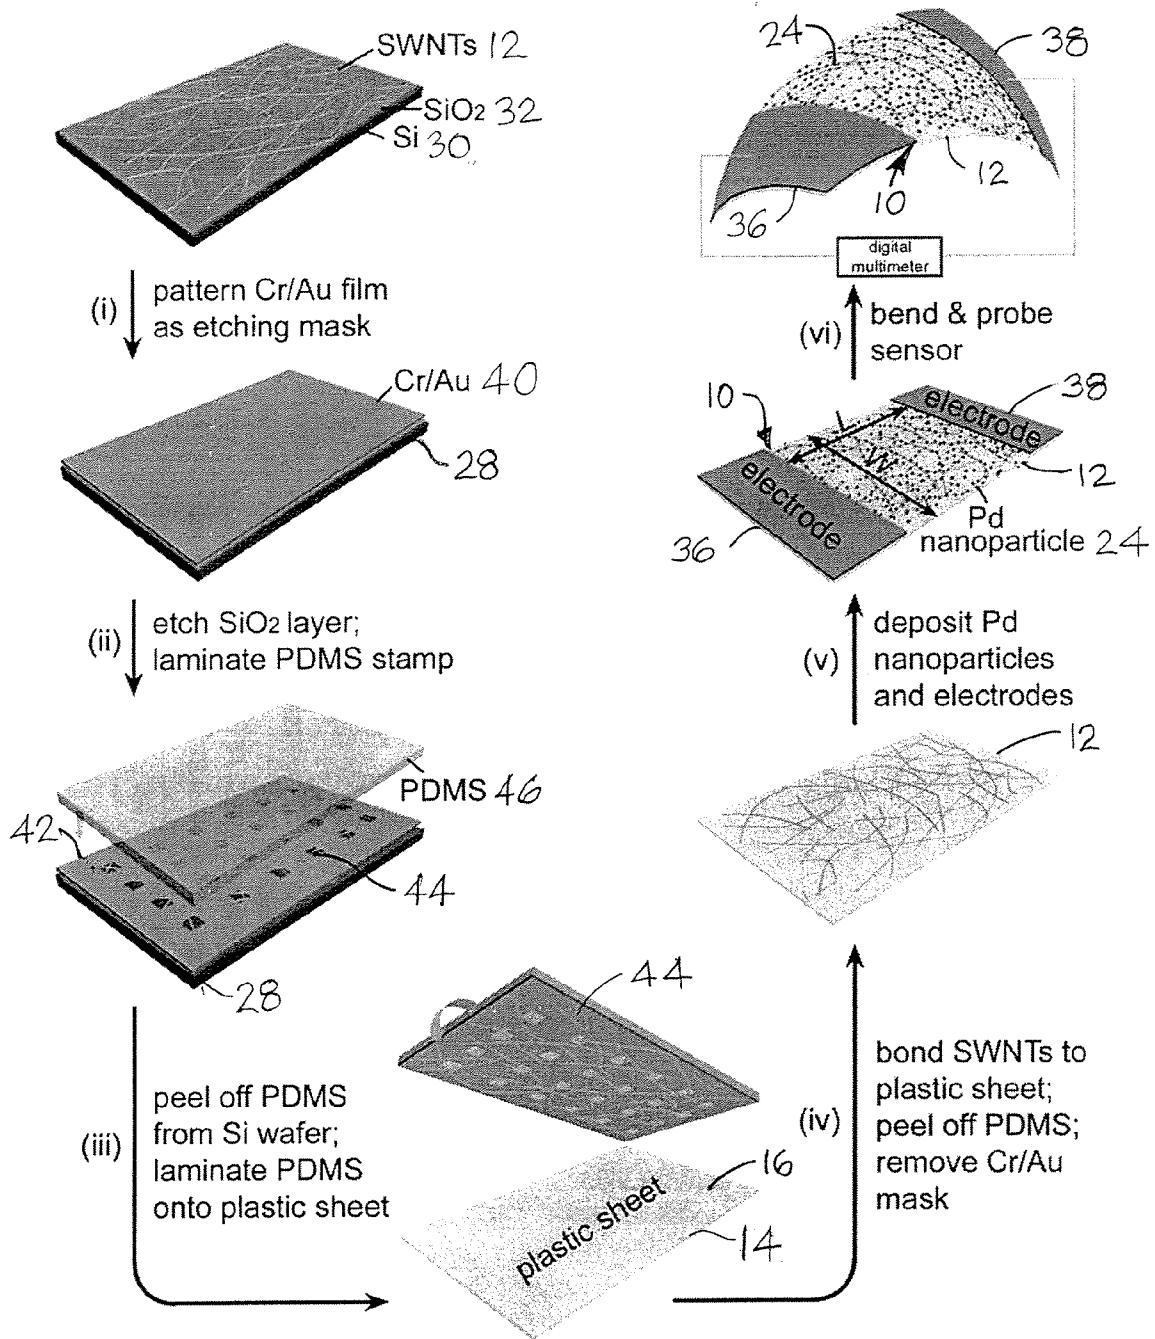 SWNTs 12
SiO2 32
Si 30
(i)
pattern Cr/Au film
as etching mask
Cr/Au 40
28
(ii)
etch SiO2 layer;
laminate PDMS stamp
PDMS 46
42
44
28
(iii)
peel off PDMS
from Si wafer;
laminate PDMS
onto plastic sheet
44
16
plastic sheet
14
(iv)
bond SWNTs to
plastic sheet;
peel off PDMS;
remove Cr/Au
mask
12
(v)
deposit Pd
nanoparticles
and electrodes
10
38
electrode
L
W
12
electrode
Pd
nanoparticle 24
36
(vi)
bend & probe
sensor
24
38
12
10
36
digital
multimeter